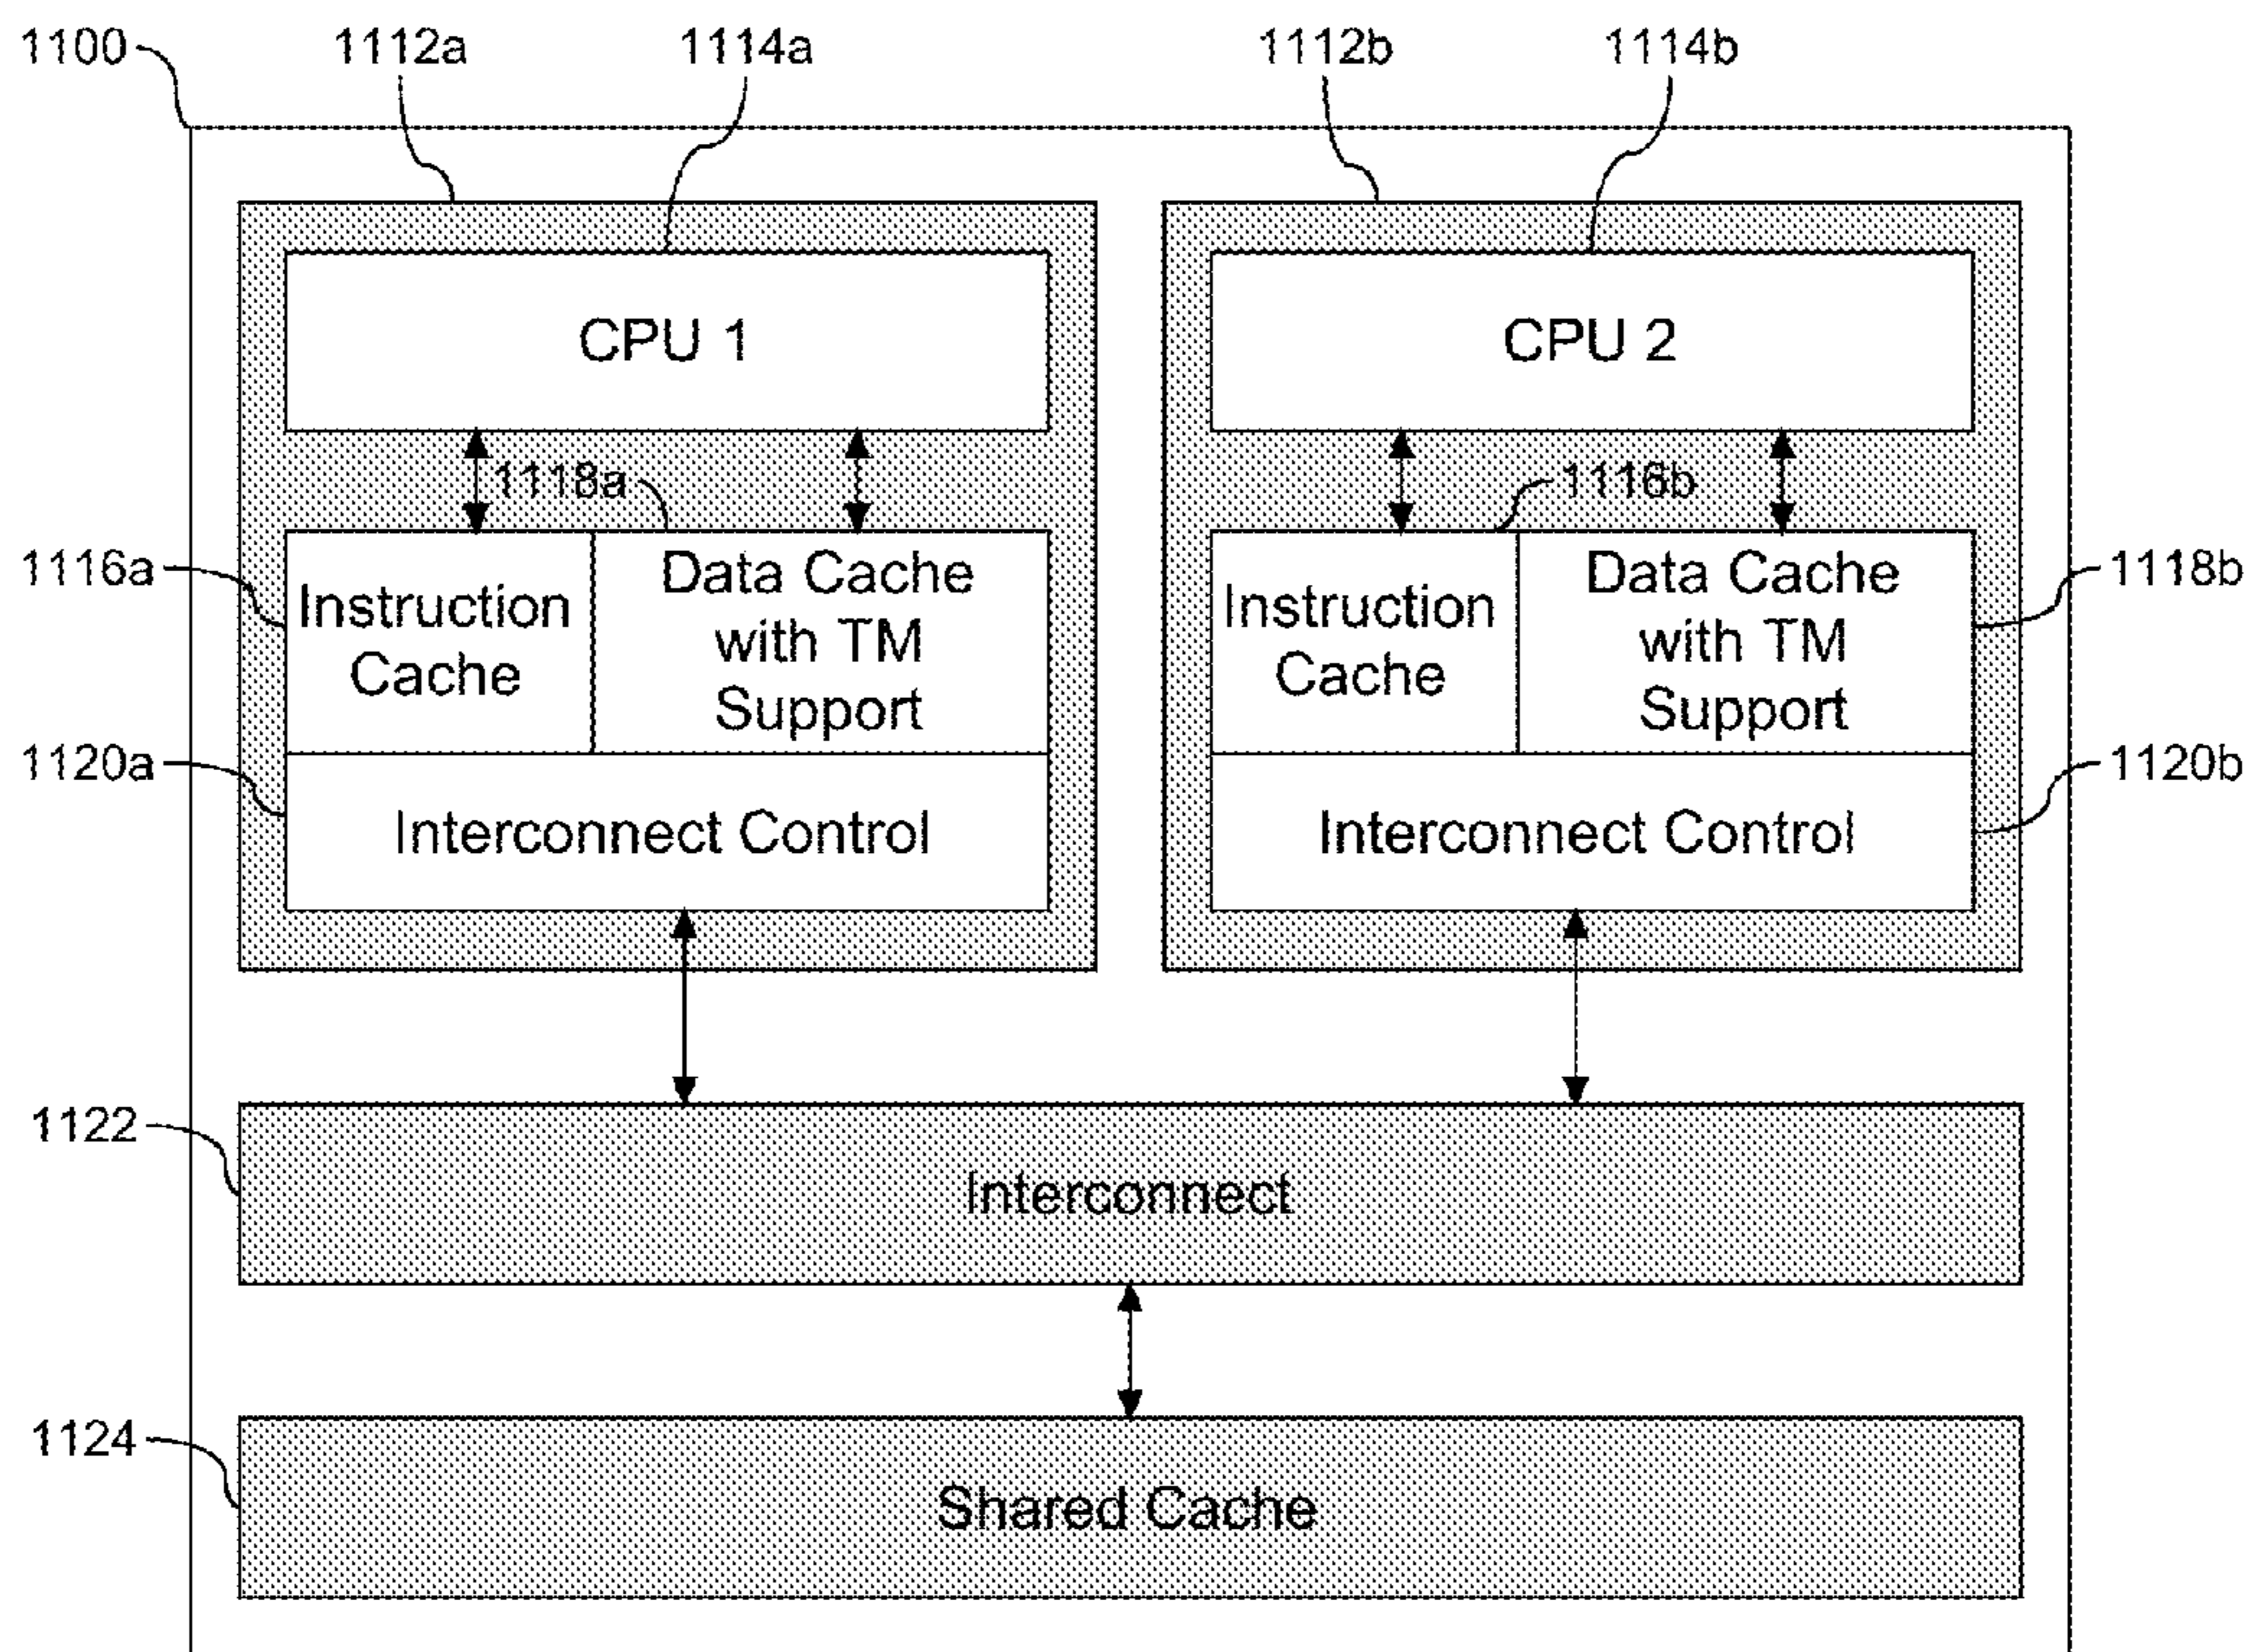 1100
1112a
1114a
1112b
1114b
CPU 1
CPU 2
1118a
1116b
1116a
Instruction
Cache
Data Cache
with TM
Support
Instruction
Cache
Data Cache
with TM
Support
1118b
1120a
Interconnect Control
Interconnect Control
1120b
1122
Interconnect
1124
Shared Cache